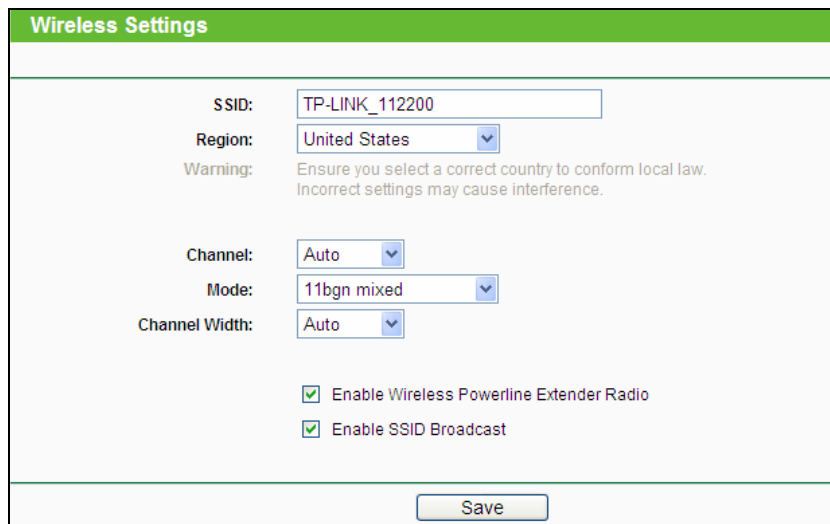 Wireless Settings
SSID: TP-LINK_112200
Region: United States
Warning: Ensure you select a correct country to conform local law.
Incorrect settings may cause interference.
Channel: Auto
Mode: 11bgn mixed
Channel Width: Auto
Enable Wireless Powerline Extender Radio
Enable SSID Broadcast
Save